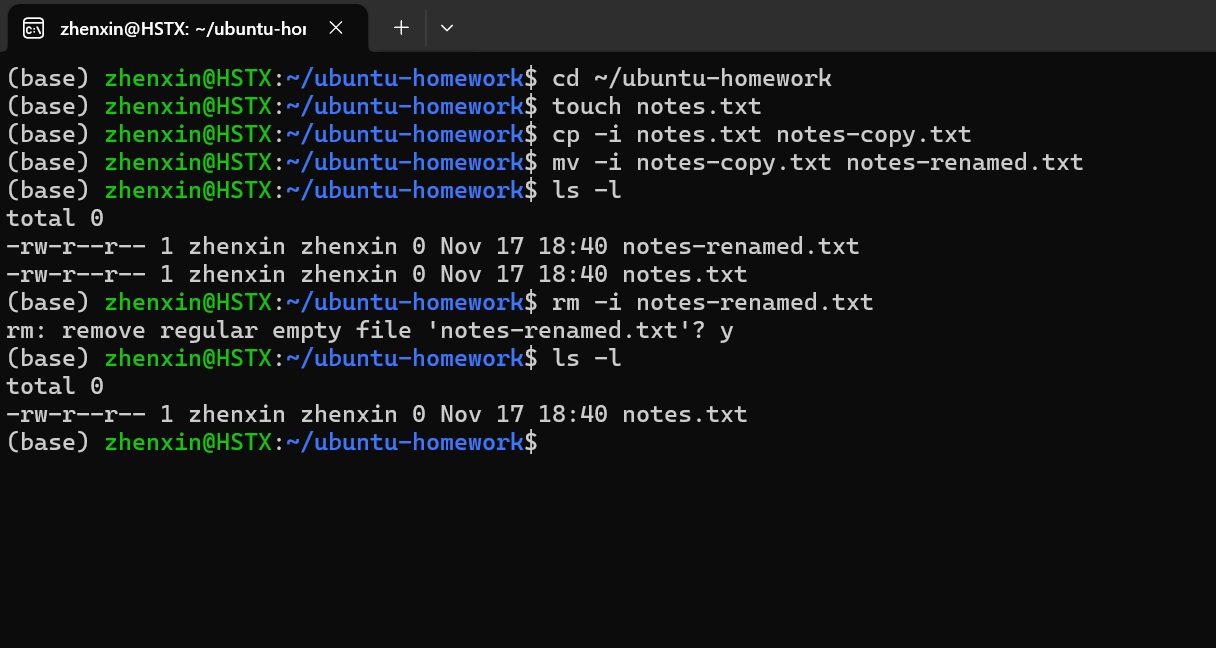 zhenxin@HSTX: ~/ubuntu-hor
(base) zhenxin@HSTX:~/ubuntu-homework$ cd ~/ubuntu-homework
(base) zhenxin@HSTX:~/ubuntu-homework$ touch notes.txt
(base) zhenxin@HSTX:~/ubuntu-homework$ cp -i notes.txt notes-copy.txt
(base) zhenxin@HSTX:~/ubuntu-homework$ mv -i notes-copy.txt notes-renamed.txt
(base) zhenxin@HSTX:~/ubuntu-homework$ ls -l
total 0
-rw-r--r-- 1 zhenxin zhenxin 0 Nov 17 18:40 notes-renamed.txt
-rw-r--r-- 1 zhenxin zhenxin 0 Nov 17 18:40 notes.txt
(base) zhenxin@HSTX:~/ubuntu-homework$ rm -i notes-renamed.txt
rm: remove regular empty file 'notes-renamed.txt'? y
(base) zhenxin@HSTX:~/ubuntu-homework$ ls -l
total 0
-rw-r--r-- 1 zhenxin zhenxin 0 Nov 17 18:40 notes.txt
(base) zhenxin@HSTX:~/ubuntu-homework$